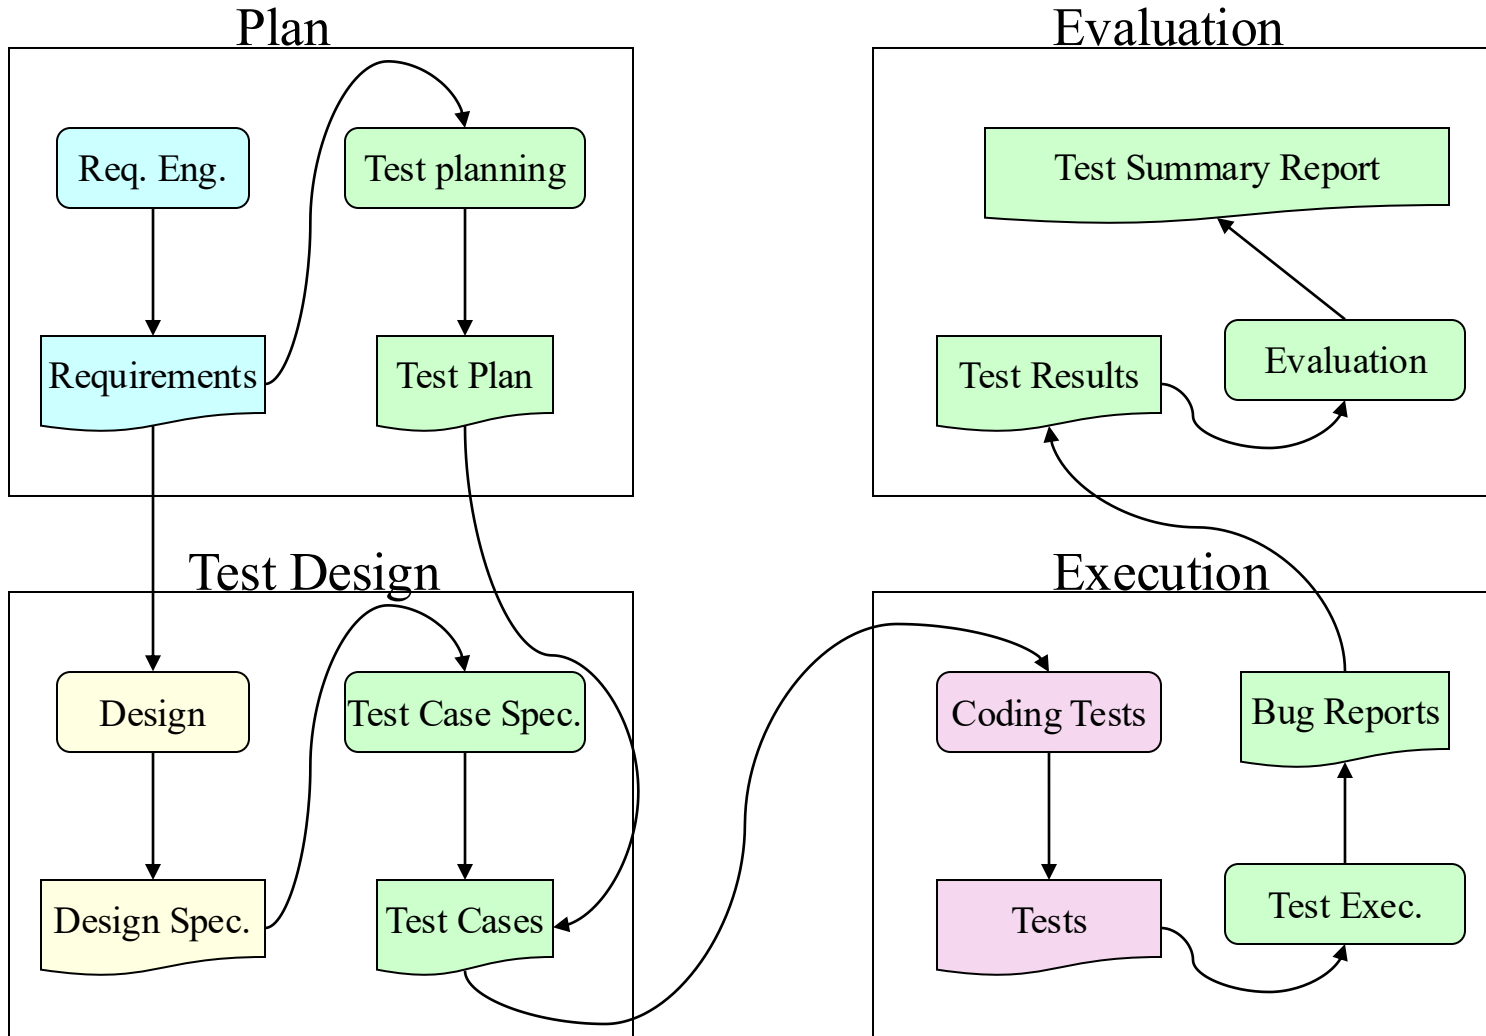 Plan
Req. Eng.
Test planning
Requirements
Test Plan
Evaluation
Test Summary Report
Test Results
Evaluation
Test Design
Design
Test Case Spec.
Design Spec.
Test Cases
Execution
Coding Tests
Bug Reports
Tests
Test Exec.